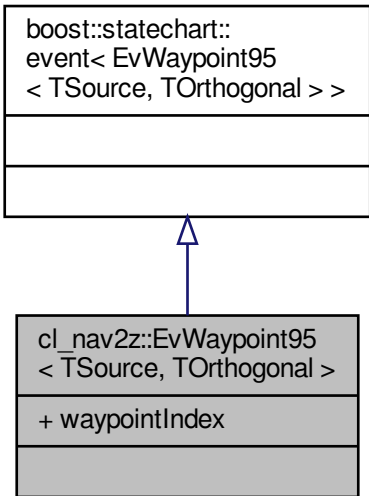 boost::statechart::
event< EvWaypoint95
< TSource, TOrthogonal > >
cl_nav2z::EvWaypoint95
< TSource, TOrthogonal >
+ waypointIndex